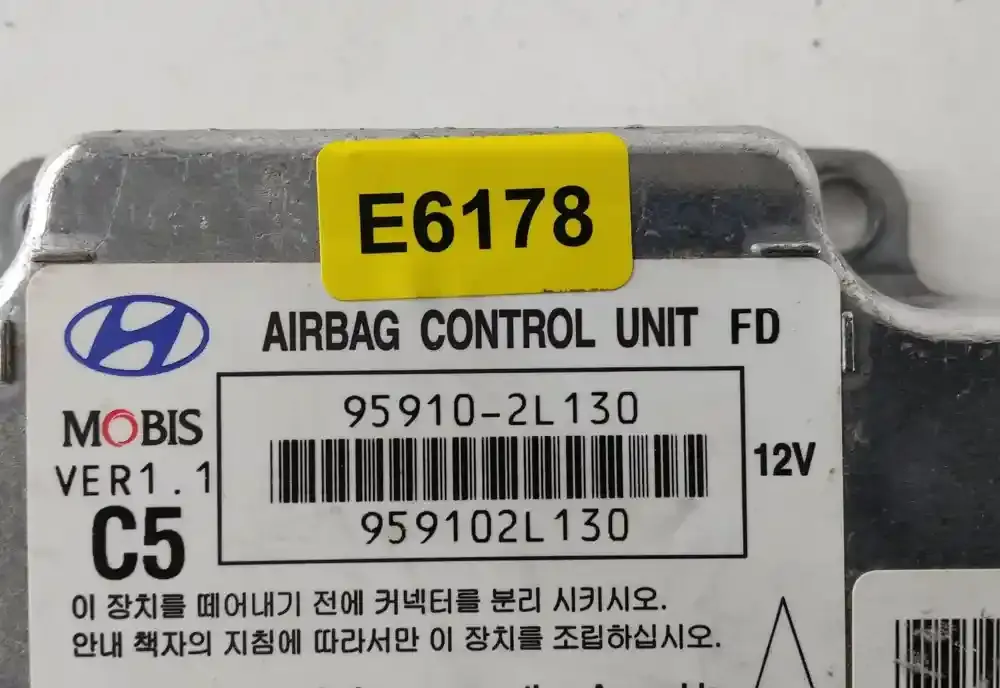 E6178
AIRBAG CONTROL UNIT FD
MOBIS
VER1.1
C5
95910-2L130
959102L130
12V
이 장치를 떼어내기 전에 커넥터를 분리 시키시오.
안내 책자의 지침에 따라서만 이 장치를 조립하십시오.